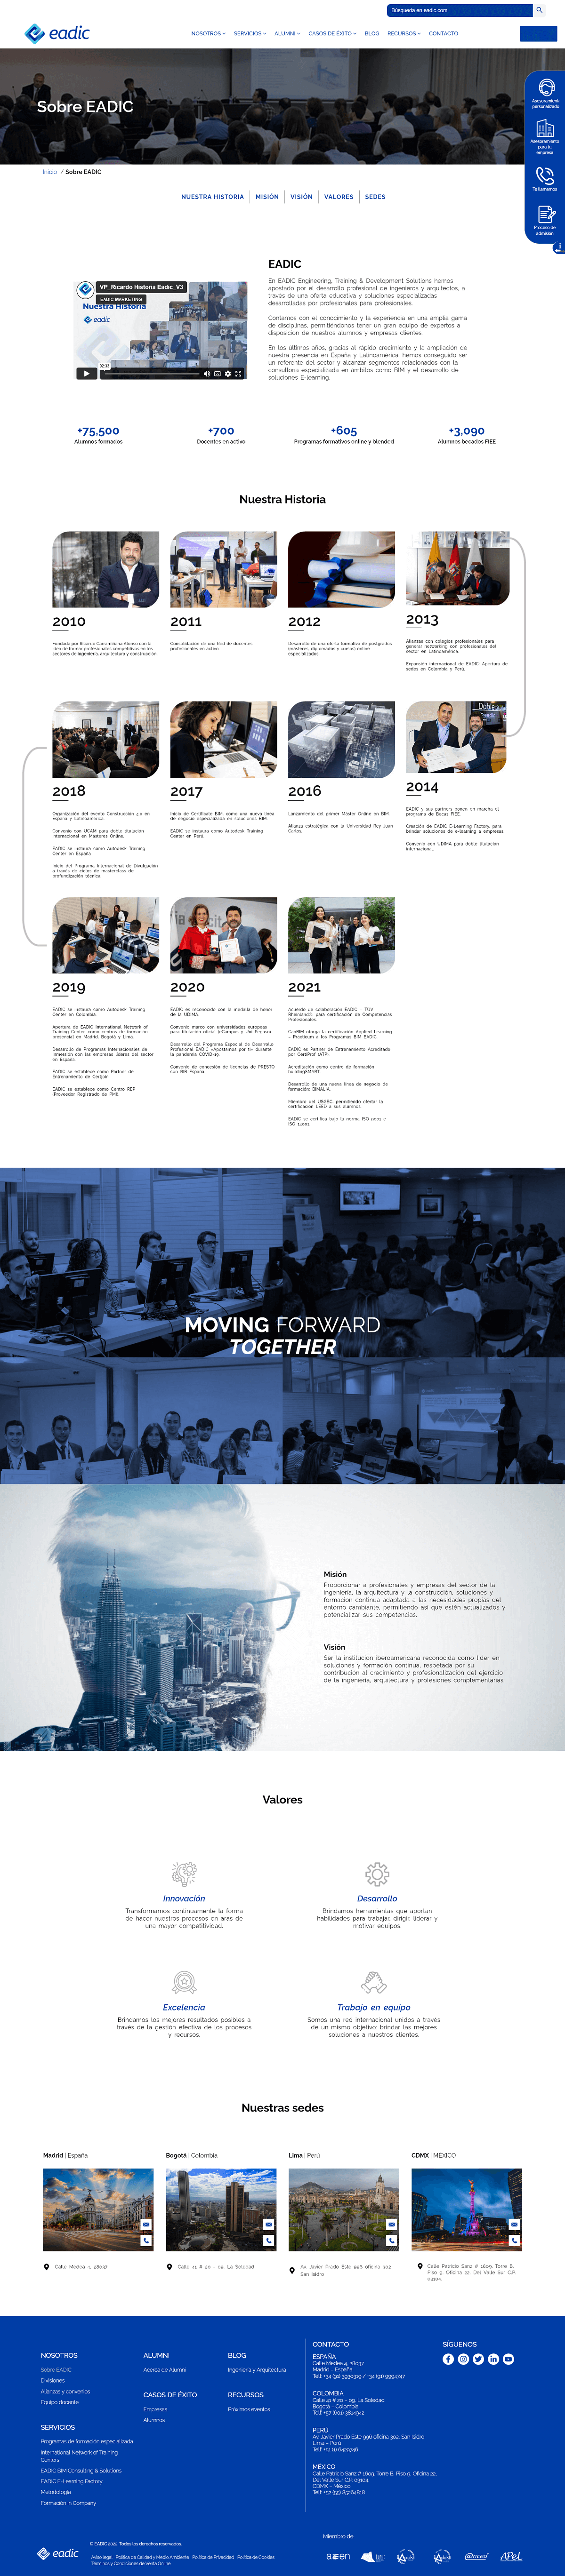 Búsqueda en eadic.com
eadic
NOSOTROS
SERVICIOS
ALUMNI
CASOS DE ÉXITO
BLOG
RECURSOS
CONTACTO
Sobre EADIC
Asesoramiento
personalizado
Asesoramiento
para tu
empresa
Te llamamos
Proceso de
admisión
Inicio / Sobre EADIC
NUESTRA HISTORIA
MISIÓN
VISIÓN
VALORES
SEDES
VP_Ricardo Historia Eadic_V3
EADIC MARKETING
Nuestra Historia
eadic
02:33
EADIC
En EADIC Engineering, Training & Development Solutions hemos
apostado por el desarrollo profesional de ingenieros y arquitectos, a
través de una oferta educativa y soluciones especializadas
desarrolladas por profesionales para profesionales.
Contamos con el conocimiento y la experiencia en una amplia gama
de disciplinas, permitiéndonos tener un gran equipo de expertos a
disposición de nuestros alumnos y empresas clientes.
En los últimos años, gracias al rápido crecimiento y la ampliación de
nuestra presencia en España y Latinoamérica, hemos conseguido ser
un referente del sector y alcanzar segmentos relacionados con la
consultoría especializada en ámbitos como BIM y el desarrollo de
soluciones E-learning.
+75,500
Alumnos formados
+700
Docentes en activo
+605
Programas formativos online y blended
+3,090
Alumnos becados FIEE
Nuestra Historia
2010
Fundada por Ricardo Carramiñana Alonso con la
idea de formar profesionales competitivos en los
sectores de ingeniería, arquitectura y construcción.
2011
Consolidación de una Red de docentes
profesionales en activo.
2012
Desarrollo de una oferta formativa de postgrados
(másteres, diplomados y cursos) online
especializados.
2013
Alianzas con colegios profesionales para
generar networking con profesionales del
sector en Latinoamérica
Expansión internacional de EADIC: Apertura de
sedes en Colombia y Perú.
2018
Organización del evento Construcción 4.0 en
España y Latinoamérica.
Convenio con UCAM para doble titulación
internacional en Másteres Online.
EADIC se instaura como Autodesk Training
Center en España.
Inicio del Programa Internacional de Divulgación
a través de ciclos de masterclass de
profundización técnica.
2017
Inicio de Certificate BIM, como una nueva línea
de negocio especializada en soluciones BIM.
EADIC se instaura como Autodesk Training
Center en Perú.
2016
Lanzamiento del primer Máster Online en BIM.
Alianza estratégica con la Universidad Rey Juan
Carlos.
2014
EADIC y sus partners ponen en marcha el
programa de Becas FIEE.
Creación de EADIC E-Learning Factory, para
brindar soluciones de e-learning a empresas.
Convenio con UDIMA para doble titulación
internacional.
2019
EADIC se instaura como Autodesk Training
Center en Colombia.
Apertura de EADIC International Network of
Training Center, como centros de formación
presencial en Madrid, Bogotá y Lima.
Desarrollo de Programas Internacionales de
Inmersión con las empresas líderes del sector
en España.
EADIC se establece como Partner de
Entrenamiento de Certjoin.
EADIC se establece como Centro REP
(Proveedor Registrado de PMI).
2020
EADIC es reconocida con la medalla de honor
de la UDIMA.
Convenio marco con universidades europeas
para titulación oficial (eCampus y Uni Pegaso).
Desarrollo del Programa Especial de Desarrollo
Profesional EADIC «Apostamos por ti» durante
la pandemia COVID-19.
Convenio de concesión de licencias de PRESTO
con RIB España.
2021
Acuerdo de colaboración EADIC – TÜV
Rheinland®, para certificación de Competencias
Profesionales
CanBIM otorga la certificación Applied Learning
– Practicum a los Programas BIM EADIC.
EADIC es Partner de Entrenamiento Acreditada
por CertiProf (ATP).
Acreditación como centro de formación
buildingSMART
Desarrollo de una nueva línea de negocio de
formación: BIMALIA.
Miembro del USGBC, permitiendo ofertar la
certificación LEED a sus alumnos.
EADIC se certifica bajo la norma ISO 9001 e
ISO 14001
MOVING FORWARD
TOGETHER
Misión
Proporcionar a profesionales y empresas del sector de la
ingeniería, la arquitectura y la construcción, soluciones y
formación continua adaptada a las necesidades propias del
entorno cambiante, permitiendo así que estén actualizados y
potencializar sus competencias.
Visión
Ser la institución iberoamericana reconocida como líder en
soluciones y formación continua, respetada por su
contribución al crecimiento y profesionalización del ejercicio
de la ingeniería, arquitectura y profesiones complementarias.
Valores
Innovación
Transformamos continuamente la forma
de hacer nuestros procesos en aras de
una mayor competitividad.
Desarrollo
Brindamos herramientas que aportan
habilidades para trabajar, dirigir, liderar y
motivar equipos.
Excelencia
Brindamos los mejores resultados posibles a
través de la gestión efectiva de los procesos
y recursos.
Trabajo en equipo
Somos una red internacional unidos a través
de un mismo objetivo: brindar las mejores
soluciones a nuestros clientes.
Nuestras sedes
Madrid | España
Calle Medea 4, 28037
Bogotá | Colombia
Calle 41 # 20 – 09, La Soledad
Lima | Perú
Av. Javier Prado Este 996 oficina 302,
San Isidro
CDMX | MÉXICO
Calle Patricio Sanz # 1609, Torre B,
Piso 9, Oficina 22, Del Valle Sur C.P.
03104,
NOSOTROS
Sobre EADIC
Divisiones
Alianzas y convenios
Equipo docente
SERVICIOS
Programas de formación especializada
International Network of Training
Centers
EADIC BIM Consulting & Solutions
EADIC E-Learning Factory
Metodología
Formación in Company
ALUMNI
Acerca de Alumni
CASOS DE ÉXITO
Empresas
Alumnos
BLOG
Ingeniería y Arquitectura
RECURSOS
Próximos eventos
CONTACTO
ESPAÑA
Calle Medea 4, 28037
Madrid – España
Telf: +34 (91) 3930319 / +34 (91) 9994747
COLOMBIA
Calle 41 # 20 – 09, La Soledad
Bogotá – Colombia
Telf: +57 (601) 3814942
PERÚ
Av. Javier Prado Este 996 oficina 302, San Isidro
Lima – Perú
MÉXICO
Calle Patricio Sanz # 1609, Torre B, Piso 9, Oficina 22,
Del Valle Sur C.P. 03104
CDMX – México
SÍGUENOS
eadic
© EADIC 2022. Todos los derechos reservados.
Aviso legal
Política de Calidad y Medio Ambiente
Política de Privacidad
Política de Cookies
Términos y Condiciones de Venta Online
Miembro de
anced
APeL